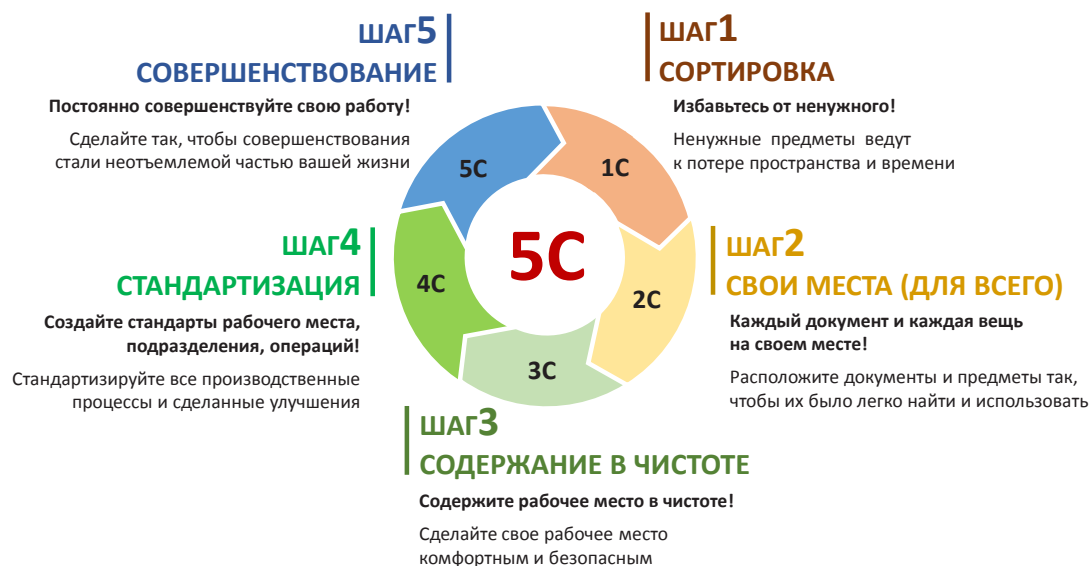 ШАГ5
СОВЕРШЕНСТВОВАНИЕ
Постоянно совершенствуйте свою работу!
Сделайте так, чтобы совершенствования
стали неотъемлемой частью вашей жизни
ШАГ1
СОРТИРОВКА
Избавьтесь от ненужного!
Ненужные предметы ведут
к потере пространства и времени
5С
1С
5С
4С
2С
3С
ШАГ4
СТАНДАРТИЗАЦИЯ
Создайте стандарты рабочего места,
подразделения, операций!
Стандартизируйте все производственные
процессы и сделанные улучшения
ШАГ2
СВОИ МЕСТА (ДЛЯ ВСЕГО)
Каждый документ и каждая вещь
на своем месте!
Расположите документы и предметы так,
чтобы их было легко найти и использовать
ШАГ3
СОДЕРЖАНИЕ В ЧИСТОТЕ
Содержите рабочее место в чистоте!
Сделайте свое рабочее место
комфортным и безопасным